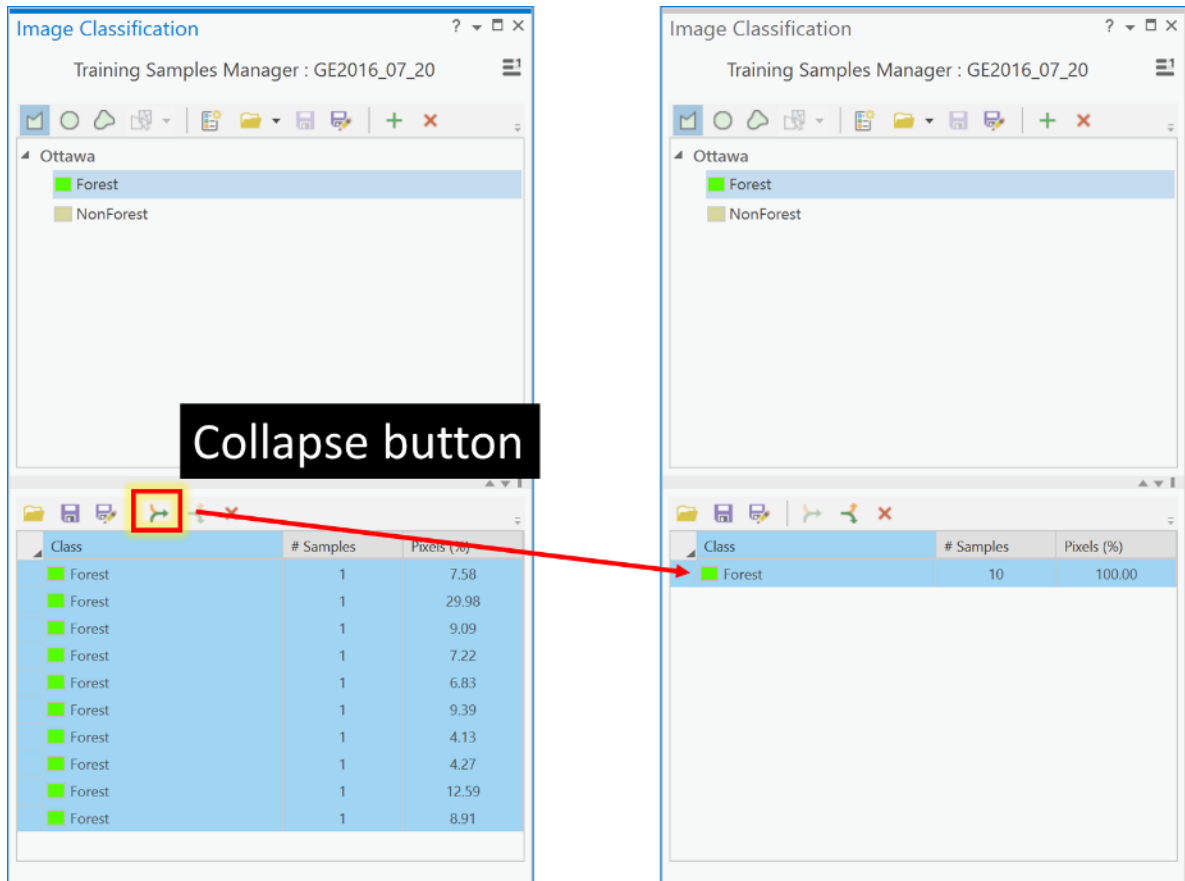 Image Classification
Training Samples Manager : GE2016_07_20
Ottawa
Forest
NonForest
Collapse button
Class # Samples Pixels (%)
Forest 1 7.58
Forest 1 29.98
Forest 1 9.09
Forest 1 7.22
Forest 1 6.83
Forest 1 9.39
Forest 1 4.13
Forest 1 4.27
Forest 1 12.59
Forest 1 8.91
Image Classification
Training Samples Manager : GE2016_07_20
Ottawa
Forest
NonForest
Class # Samples Pixels (%)
Forest 10 100.00